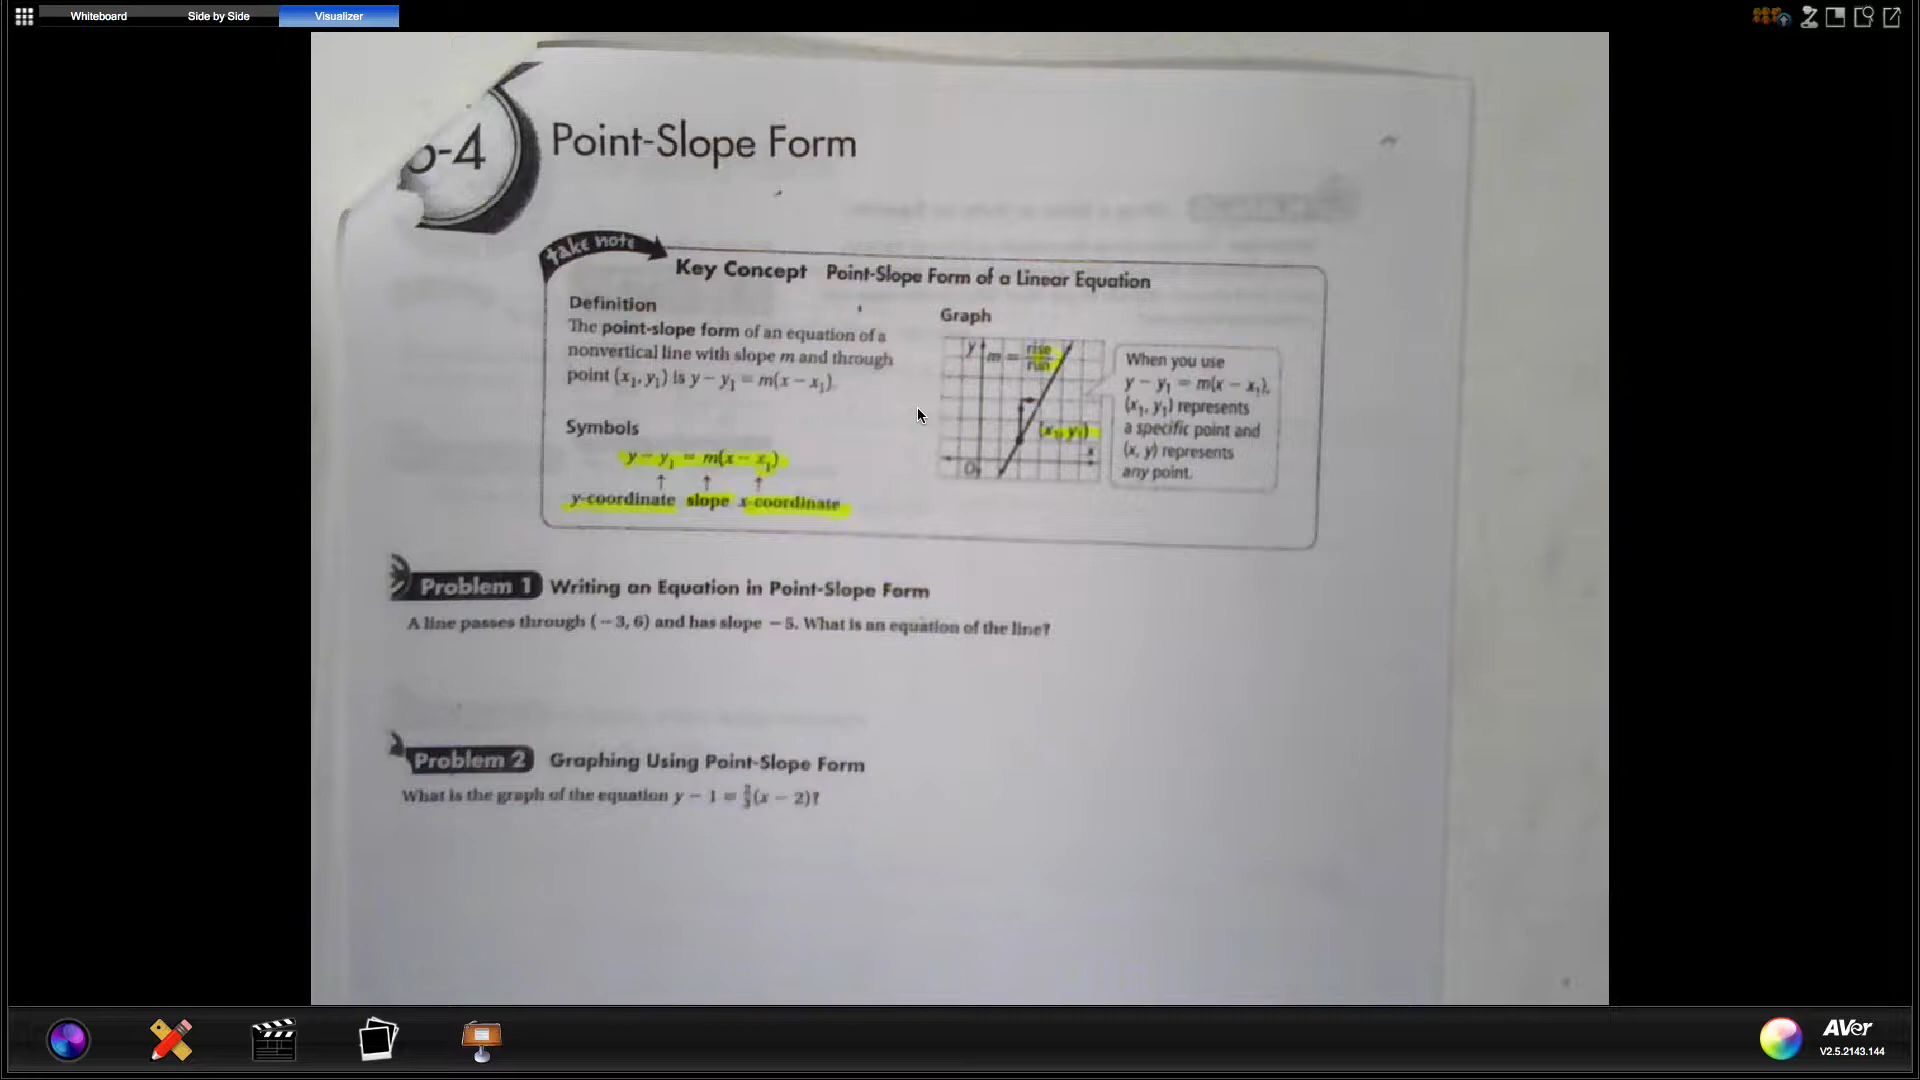 Whiteboard
Side by Side
Visualizer
-4
Point-Slope Form
take note
Key Concept Point-Slope Form of a Linear Equation
Definition
The point-slope form of an equation of a
nonvertical line with slope m and through
point (x₁, y₁) is y − y₁ = m(x − x₁).
Symbols
y − y₁ = m(x − x₁)
↑ ↑ ↑
y-coordinate slope x-coordinate
Graph
y
m = rise/run
(x₁, y₁)
x
O
When you use
y − y₁ = m(x − x₁),
(x₁, y₁) represents
a specific point and
(x, y) represents
any point.
Problem 1 Writing an Equation in Point-Slope Form
A line passes through (−3, 6) and has slope −5. What is an equation of the line?
Problem 2 Graphing Using Point-Slope Form
What is the graph of the equation y − 1 = 2/3(x − 2)?
AVer
V2.5.2143.144